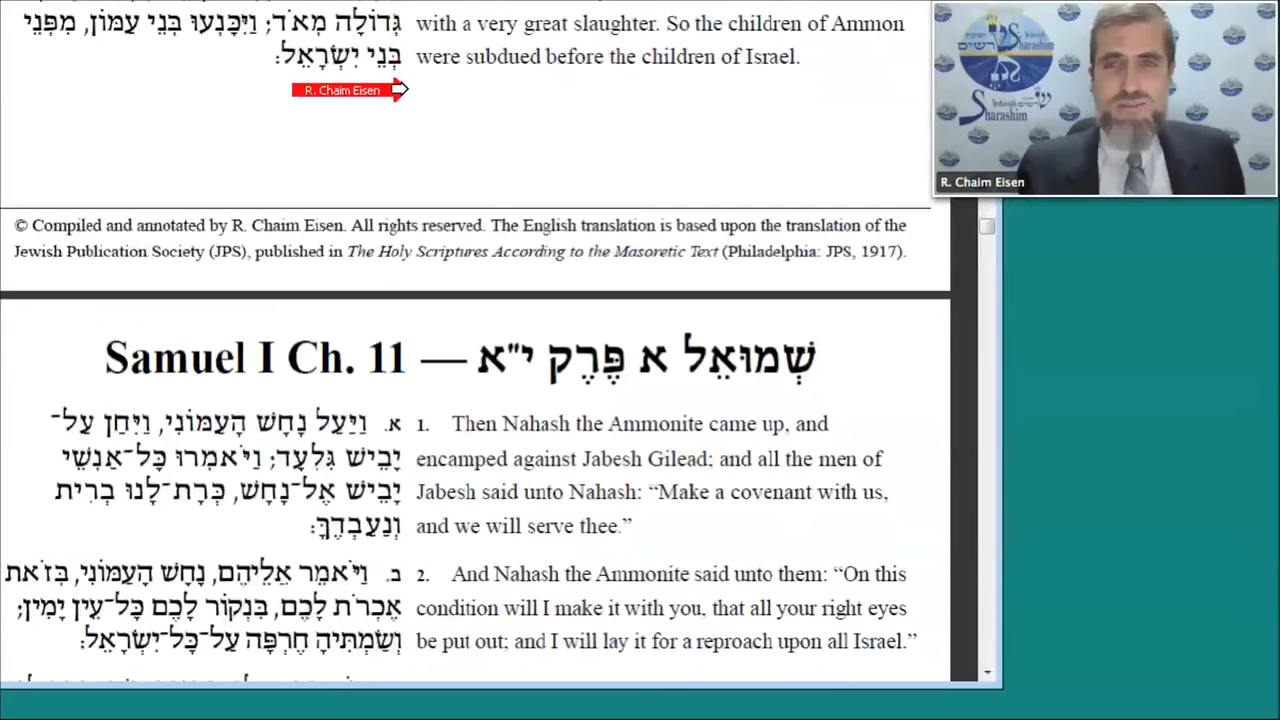 גְּדוֹלָה מְאֹד; וַיִּכָּנְעוּ בְּנֵי עַמּוֹן, מִפְּנֵי
בְּנֵי יִשְׂרָאֵל:
with a very great slaughter. So the children of Ammon
were subdued before the children of Israel.
R. Chaim Eisen
ישיבת
שרשים
Yeshivath
Sharashim
R. Chaim Eisen
© Compiled and annotated by R. Chaim Eisen. All rights reserved. The English translation is based upon the translation of the
Jewish Publication Society (JPS), published in The Holy Scriptures According to the Masoretic Text (Philadelphia: JPS, 1917).
Samuel I Ch. 11 — שְׁמוּאֵל א פֶּרֶק י"א
א. וַיַּעַל נָחָשׁ הָעַמּוֹנִי, וַיִּחַן עַל־
יָבֵישׁ גִּלְעָד; וַיֹּאמְרוּ כָּל־אַנְשֵׁי
יָבֵישׁ אֶל־נָחָשׁ, כְּרָת־לָנוּ בְרִית
וְנַעַבְדֶךָּ:
1. Then Nahash the Ammonite came up, and
encamped against Jabesh Gilead; and all the men of
Jabesh said unto Nahash: “Make a covenant with us,
and we will serve thee.”
ב. וַיֹּאמֶר אֲלֵיהֶם, נָחָשׁ הָעַמּוֹנִי, בְּזֹאת
אֶכְרֹת לָכֶם, בִּנְקוֹר לָכֶם כָּל־עֵין יָמִין;
וְשַׂמְתִּיהָ חֶרְפָּה עַל־כָּל־יִשְׂרָאֵל:
2. And Nahash the Ammonite said unto them: “On this
condition will I make it with you, that all your right eyes
be put out; and I will lay it for a reproach upon all Israel.”